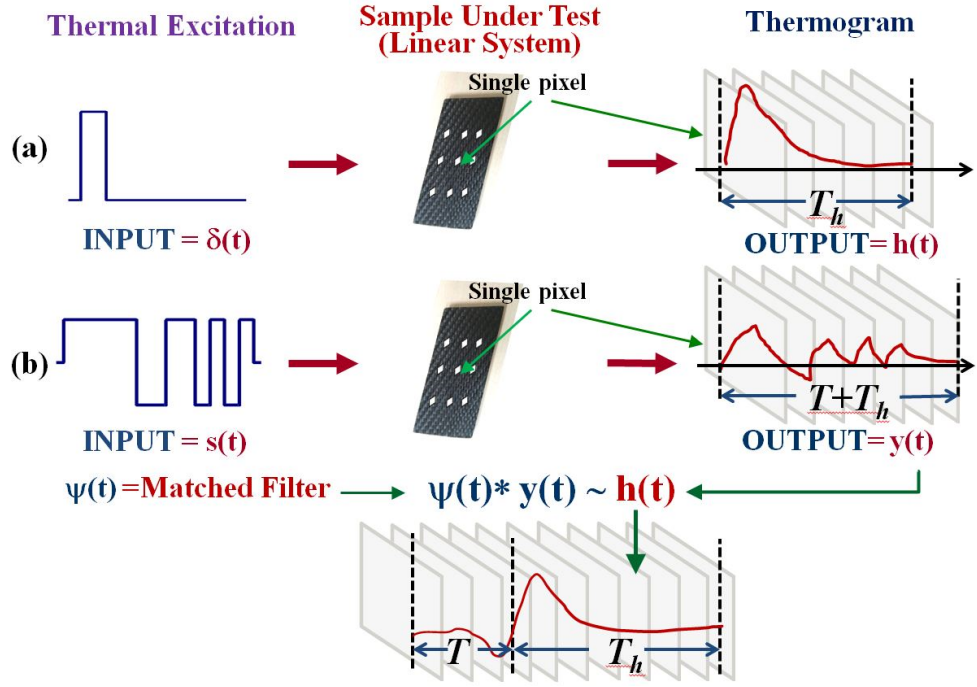 Thermal Excitation
Sample Under Test
(Linear System)
Thermogram
Single pixel
(a)
T_h
INPUT = δ(t)
OUTPUT= h(t)
Single pixel
(b)
T+T_h
INPUT = s(t)
OUTPUT= y(t)
ψ(t) =Matched Filter
ψ(t)* y(t) ~ h(t)
T
T_h